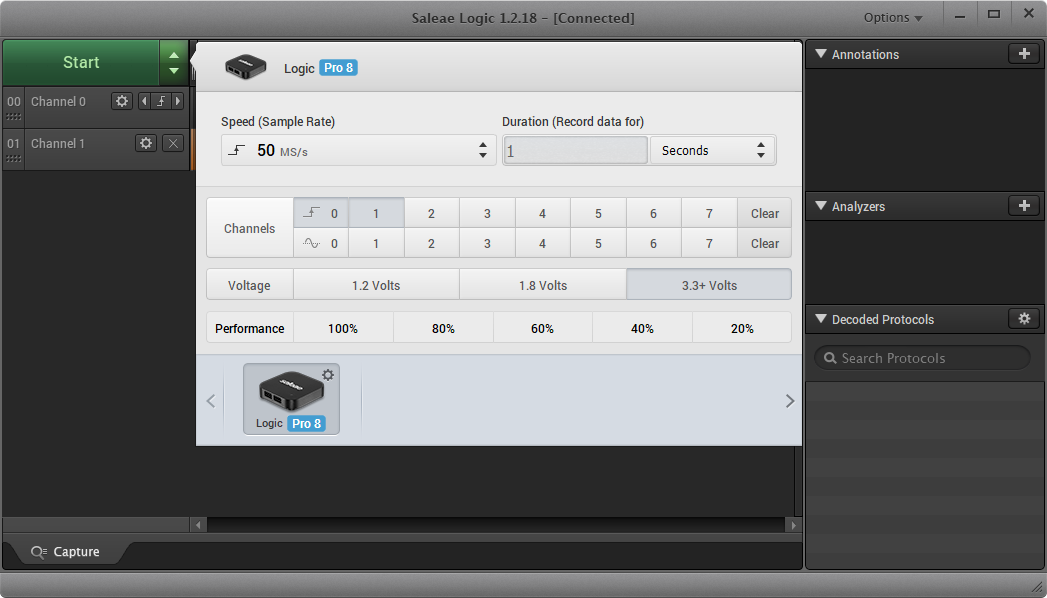 Saleae Logic 1.2.18 - [Connected]
Options
Start
00 Channel 0
01 Channel 1
Logic Pro 8
Speed (Sample Rate)
50 MS/s
Duration (Record data for)
1 Seconds
Channels
0 1 2 3 4 5 6 7 Clear
0 1 2 3 4 5 6 7 Clear
Voltage 1.2 Volts 1.8 Volts 3.3+ Volts
Performance 100% 80% 60% 40% 20%
saleae
Logic Pro 8
Annotations
Analyzers
Decoded Protocols
Search Protocols
Capture